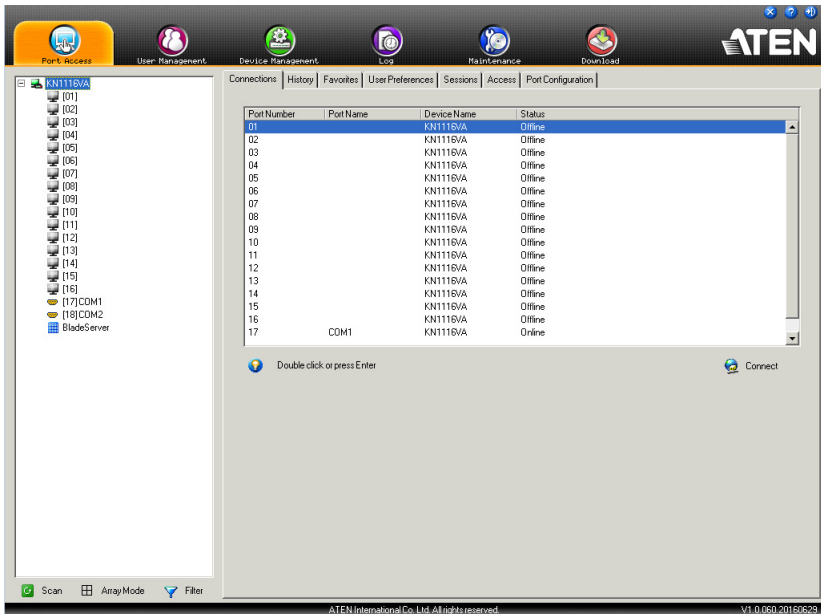 ATEN
Port Access User Management Device Management Log Maintenance Download
KN1116VA
[01]
[02]
[03]
[04]
[05]
[06]
[07]
[08]
[09]
[10]
[11]
[12]
[13]
[14]
[15]
[16]
[17]COM1
[18]COM2
BladeServer
Scan Array Mode Filter
Connections History Favorites User Preferences Sessions Access Port Configuration
Port Number Port Name Device Name Status
01 KN1116VA Offline
02 KN1116VA Offline
03 KN1116VA Offline
04 KN1116VA Offline
05 KN1116VA Offline
06 KN1116VA Offline
07 KN1116VA Offline
08 KN1116VA Offline
09 KN1116VA Offline
10 KN1116VA Offline
11 KN1116VA Offline
12 KN1116VA Offline
13 KN1116VA Offline
14 KN1116VA Offline
15 KN1116VA Offline
16 KN1116VA Offline
17 COM1 KN1116VA Online
Double click or press Enter Connect
ATEN International Co. Ltd. All rights reserved. V1.0.060.20160629